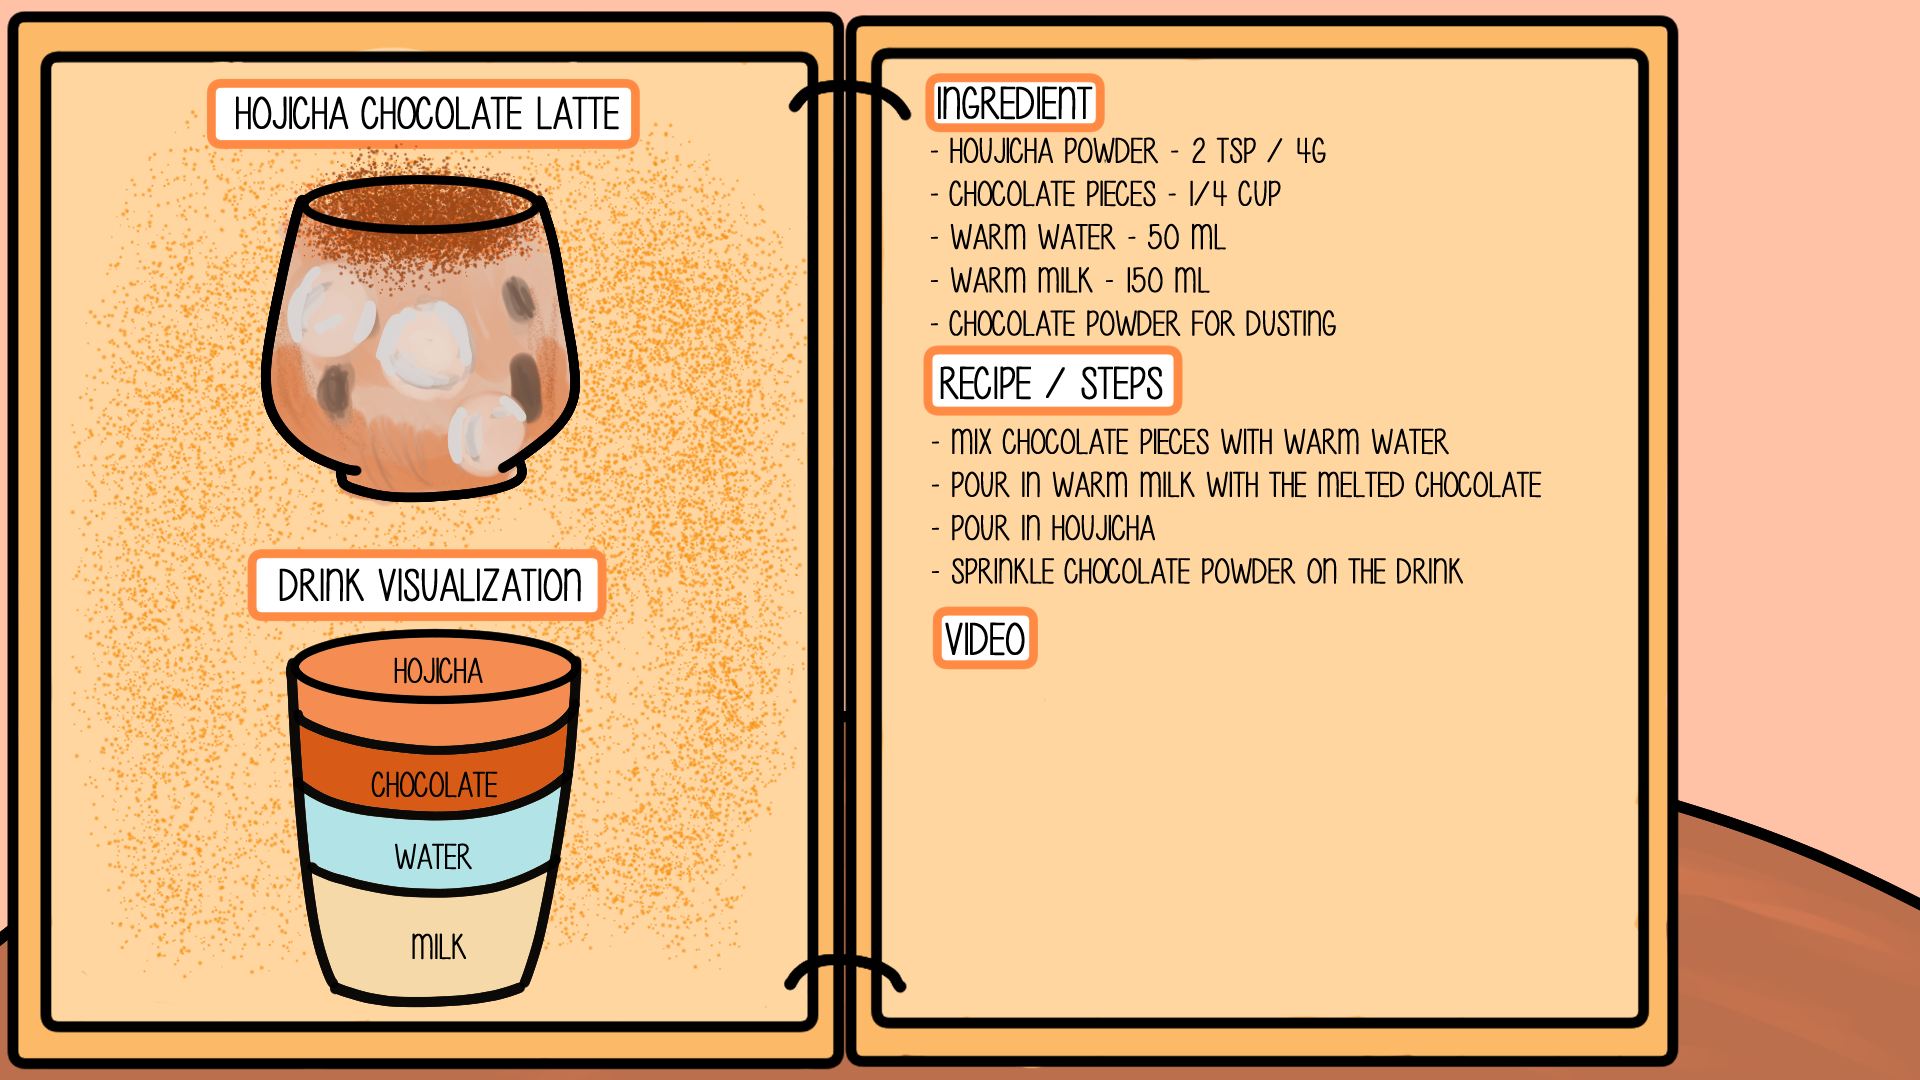 HOJICHA CHOCOLATE LATTE
DRINK VISUALIZATION
HOJICHA
CHOCOLATE
WATER
MILK
INGREDIENT
- HOUJICHA POWDER - 2 TSP / 4G
- CHOCOLATE PIECES - 1/4 CUP
- WARM WATER - 50 ML
- WARM MILK - 150 ML
- CHOCOLATE POWDER FOR DUSTING
RECIPE / STEPS
- MIX CHOCOLATE PIECES WITH WARM WATER
- POUR IN WARM MILK WITH THE MELTED CHOCOLATE
- POUR IN HOUJICHA
- SPRINKLE CHOCOLATE POWDER ON THE DRINK
VIDEO